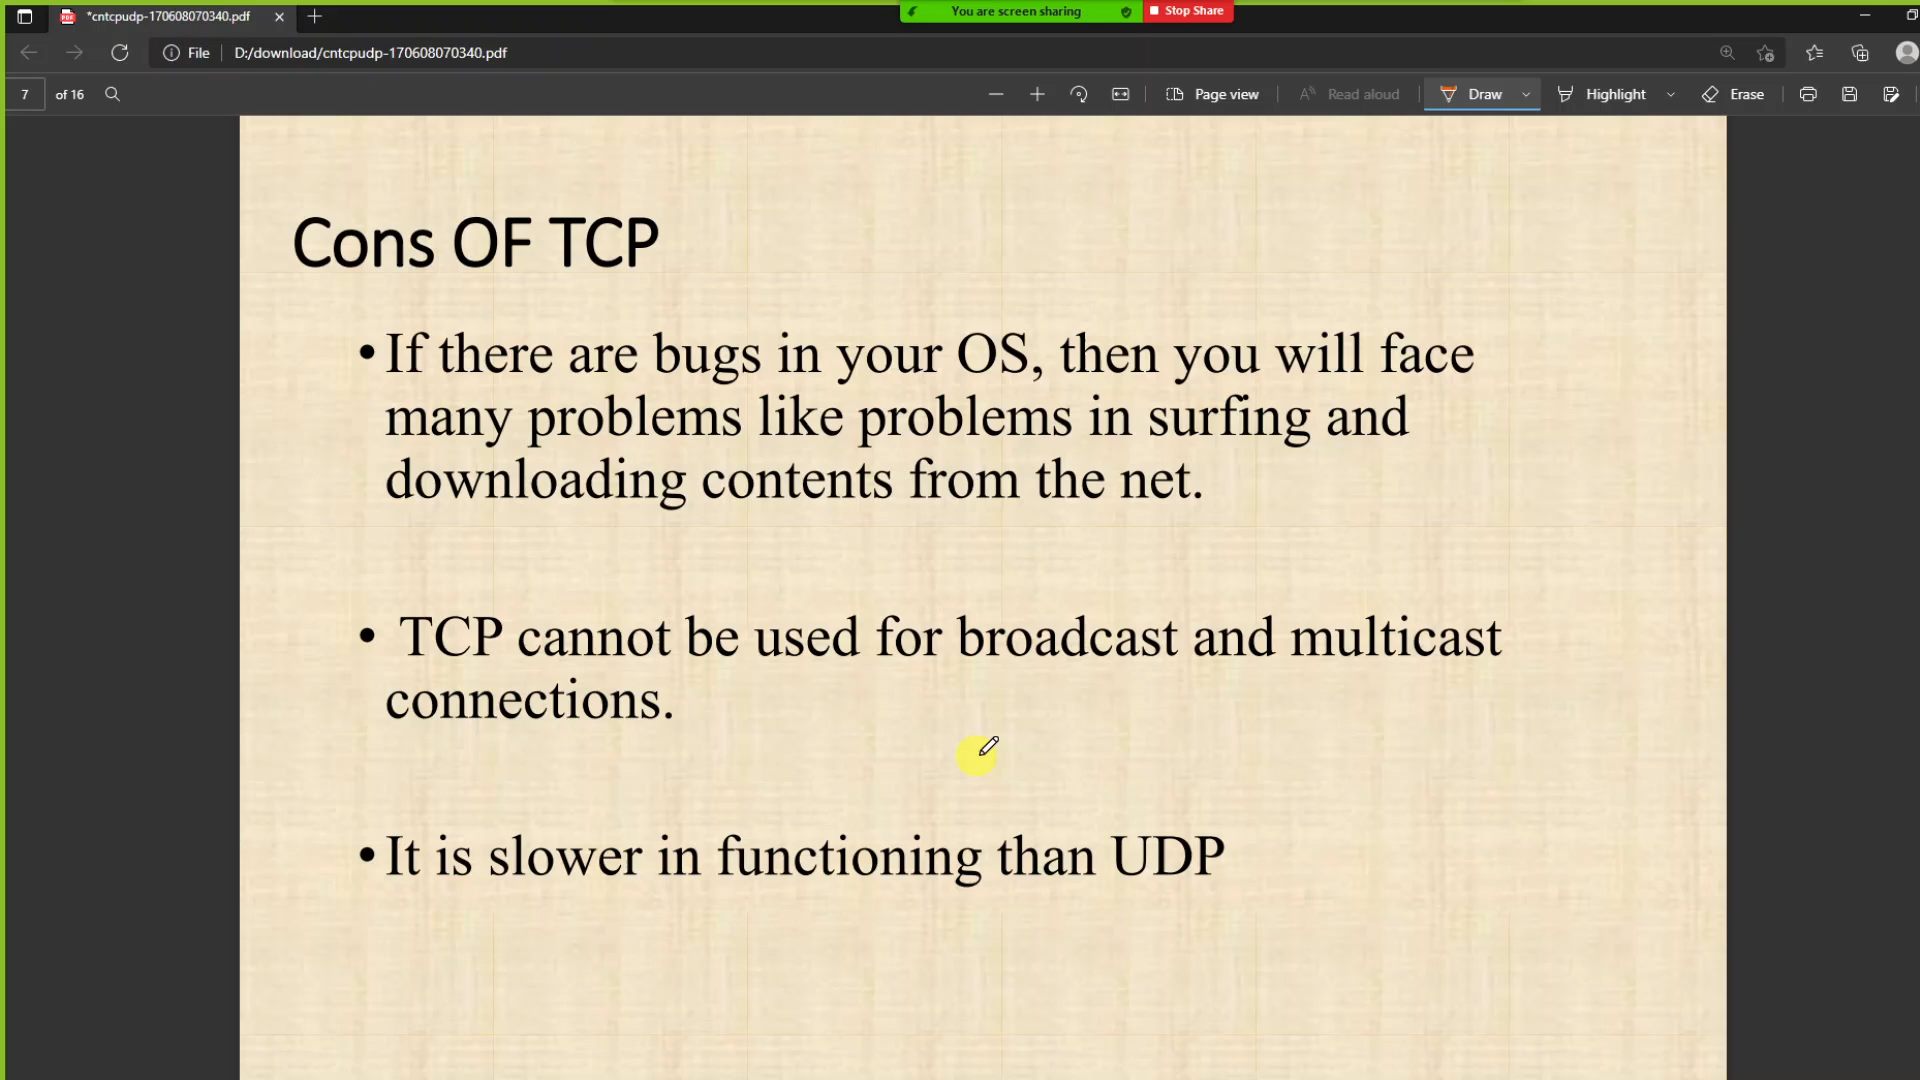 *cntcpudp-170608070340.pdf
You are screen sharing
Stop Share
File
D:/download/cntcpudp-170608070340.pdf
7 of 16
Page view
Read aloud
Draw
Highlight
Erase
Cons OF TCP
•If there are bugs in your OS, then you will face
many problems like problems in surfing and
downloading contents from the net.
• TCP cannot be used for broadcast and multicast
connections.
•It is slower in functioning than UDP